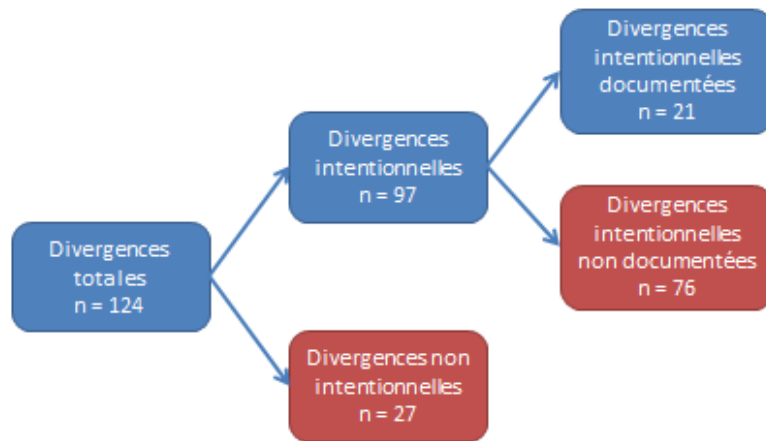 Divergences
totales
n = 124
Divergences
intentionnelles
n = 97
Divergences non
intentionnelles
n = 27
Divergences
intentionnelles
documentées
n = 21
Divergences
intentionnelles
non documentées
n = 76